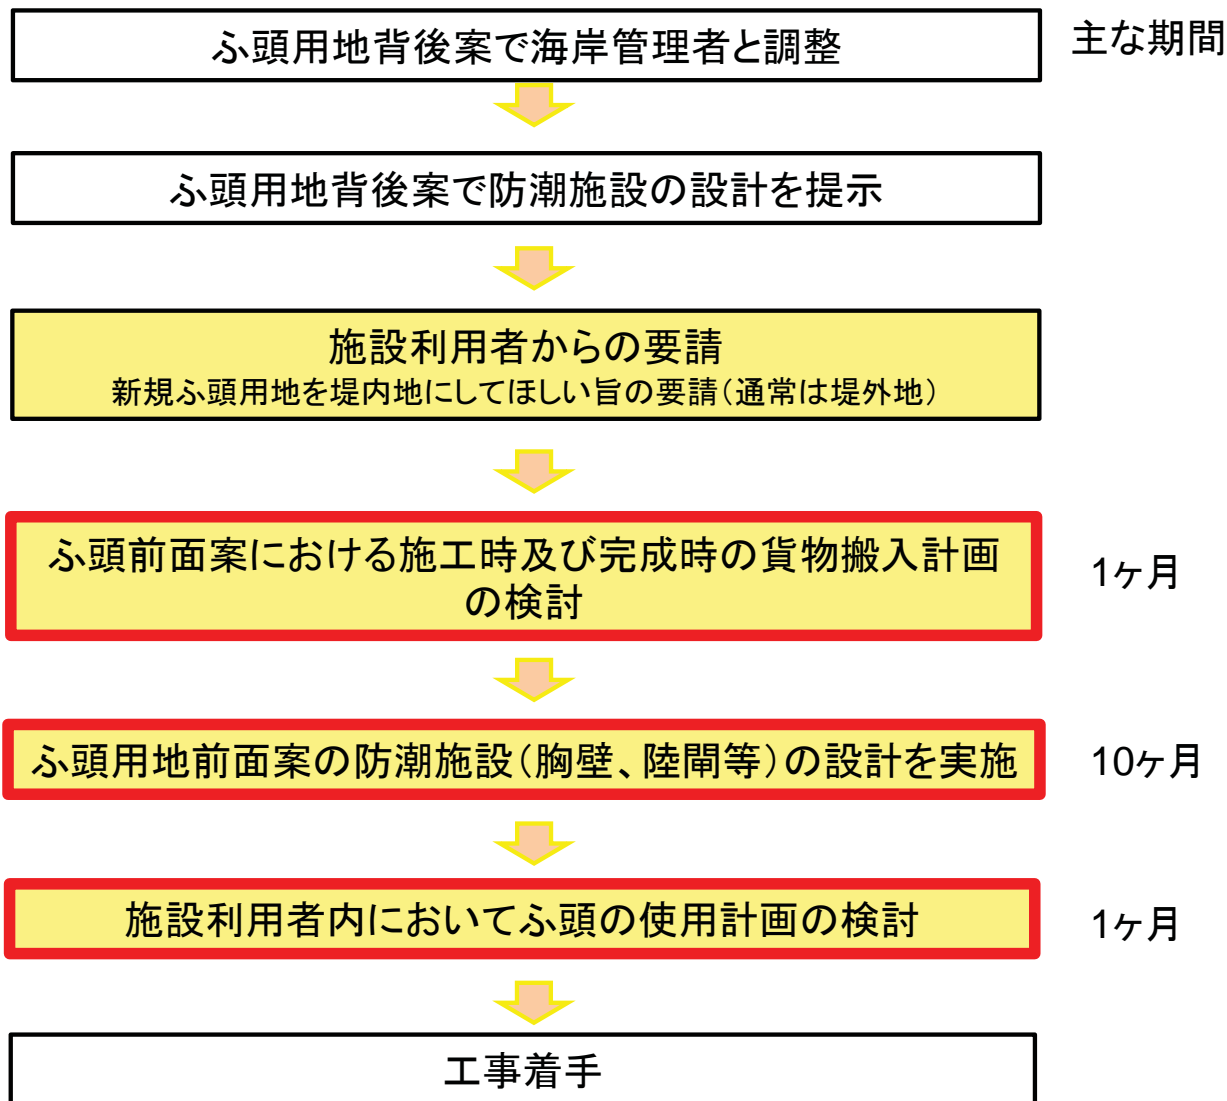 ふ頭用地背後案で海岸管理者と調整
主な期間
ふ頭用地背後案で防潮施設の設計を提示
施設利用者からの要請
新規ふ頭用地を堤内地にしてほしい旨の要請(通常は堤外地)
ふ頭前面案における施工時及び完成時の貨物搬入計画
の検討
1ヶ月
ふ頭用地前面案の防潮施設(胸壁、陸閘等)の設計を実施
10ヶ月
施設利用者内においてふ頭の使用計画の検討
1ヶ月
工事着手